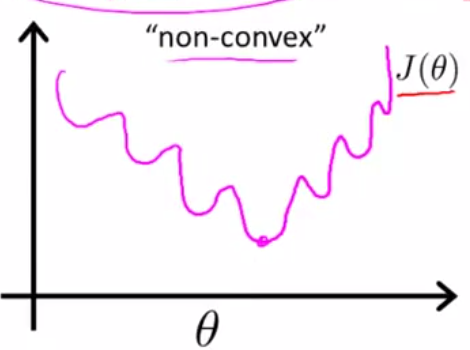 “non-convex”
J(θ)
θ